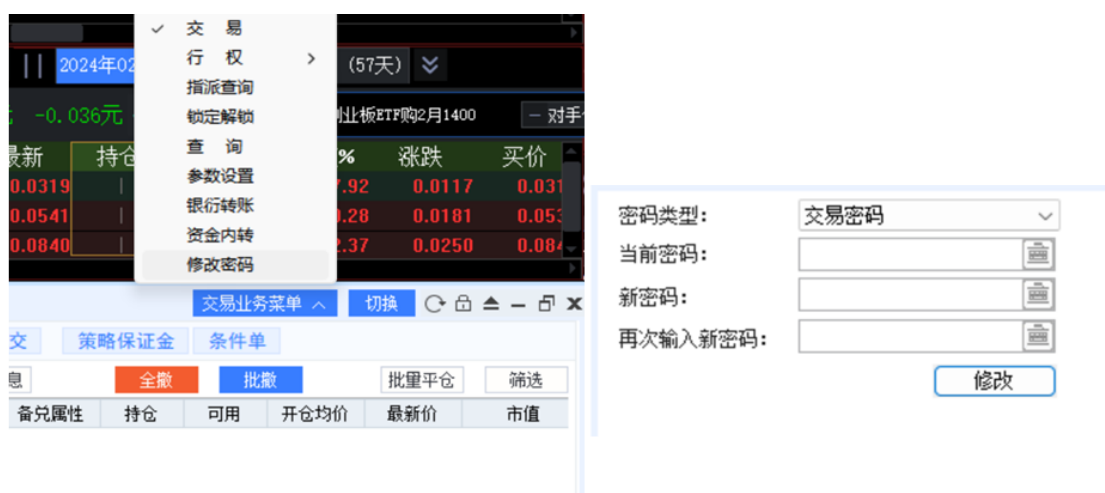 ✓ 交 易
行 权 >
指派查询
锁定解锁
查 询
参数设置
银行转账
资金内转
修改密码
2024年02
(57天)
-0.036元
业板ETF购2月1400
— 对手
最新 持仓 % 涨跌 买价
0.0319 7.92 0.0117 0.031
0.0541 0.28 0.0181 0.053
0.0840 2.37 0.0250 0.084
交易业务菜单 切换
交 策略保证金 条件单
息 全撤 批撤 批量平仓 筛选
备兑属性 持仓 可用 开仓均价 最新价 市值
密码类型: 交易密码
当前密码:
新密码:
再次输入新密码:
修改